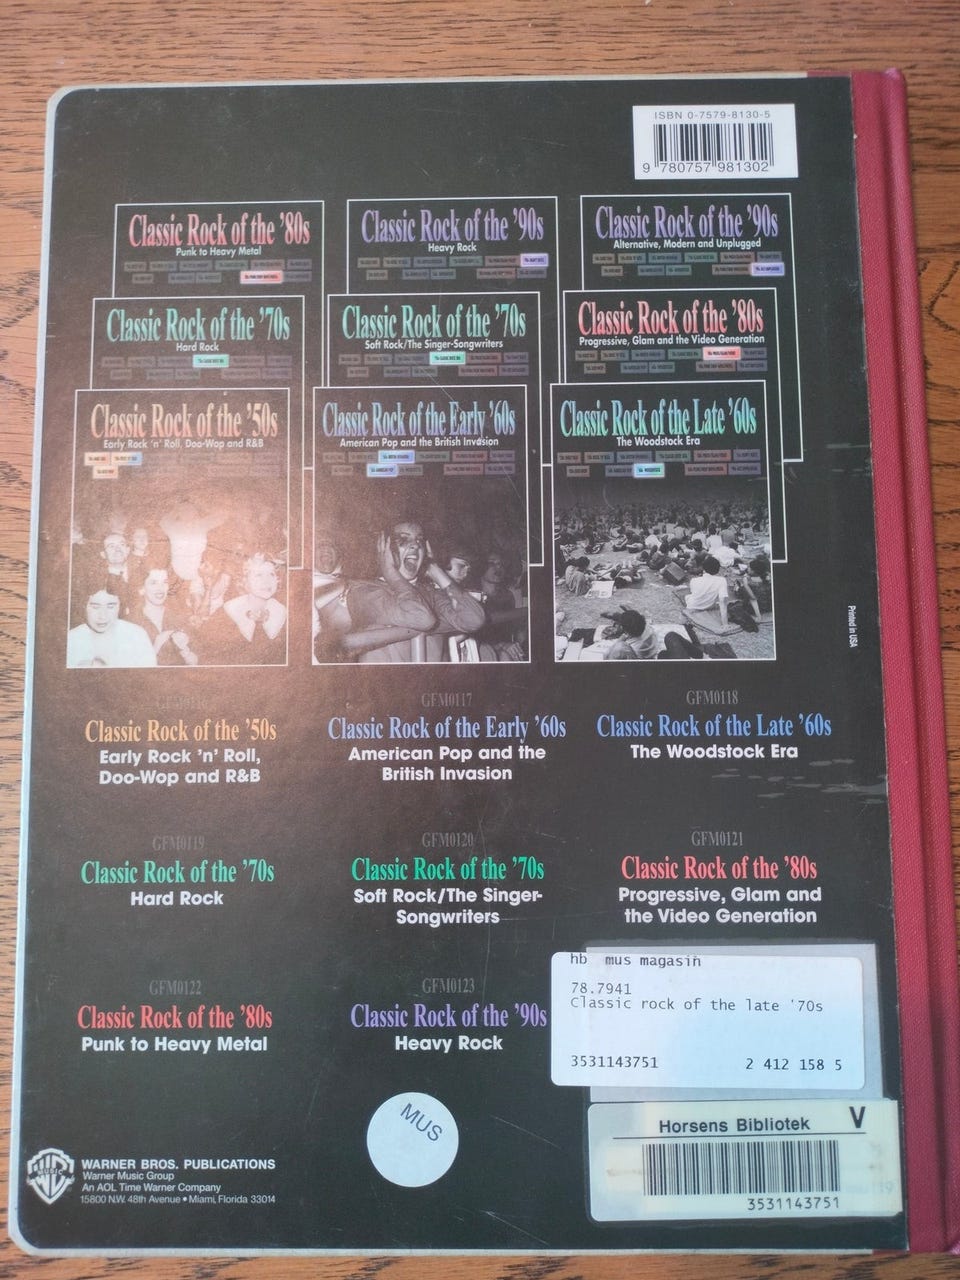 ISBN 0-7579-8130-5
9 780757 981302
Classic Rock of the '80s
Punk to Heavy Metal
Classic Rock of the '90s
Heavy Rock
Classic Rock of the '90s
Alternative, Modern and Unplugged
Classic Rock of the '70s
Hard Rock
Classic Rock of the '70s
Soft Rock/The Singer-Songwriters
Classic Rock of the '80s
Progressive, Glam and the Video Generation
Classic Rock of the '50s
Early Rock 'n' Roll, Doo-Wop and R&B
Classic Rock of the Early '60s
American Pop and the British Invasion
Classic Rock of the Late '60s
The Woodstock Era
Printed in USA
Classic Rock of the '50s
Early Rock 'n' Roll,
Doo-Wop and R&B
GFM0117
Classic Rock of the Early '60s
American Pop and the
British Invasion
GFM0118
Classic Rock of the Late '60s
The Woodstock Era
GFM0119
Classic Rock of the '70s
Hard Rock
GFM0120
Classic Rock of the '70s
Soft Rock/The Singer-
Songwriters
GFM0121
Classic Rock of the '80s
Progressive, Glam and
the Video Generation
GFM0122
Classic Rock of the '80s
Punk to Heavy Metal
GFM0123
Classic Rock of the '90s
Heavy Rock
hb mus magasin
78.7941
Classic rock of the late '70s
3531143751 2 412 158 5
MUS
Horsens Bibliotek V
3531143751
WB
MUSIC
WARNER BROS. PUBLICATIONS
Warner Music Group
An AOL Time Warner Company
15800 N.W. 48th Avenue • Miami, Florida 33014